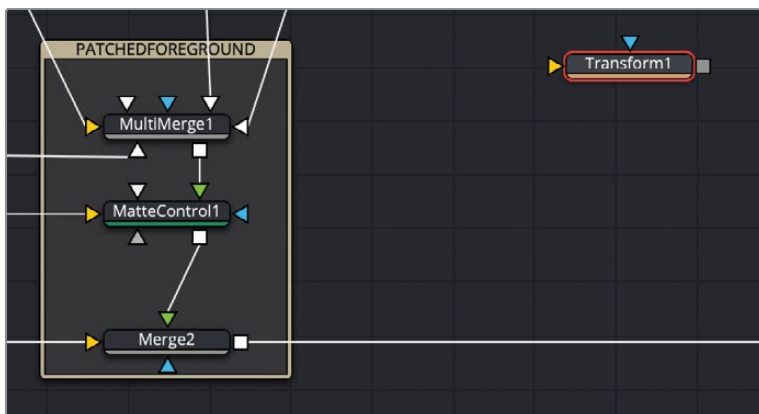 PATCHEDFOREGROUND
Transform1
MultiMerge1
MatteControl1
Merge2